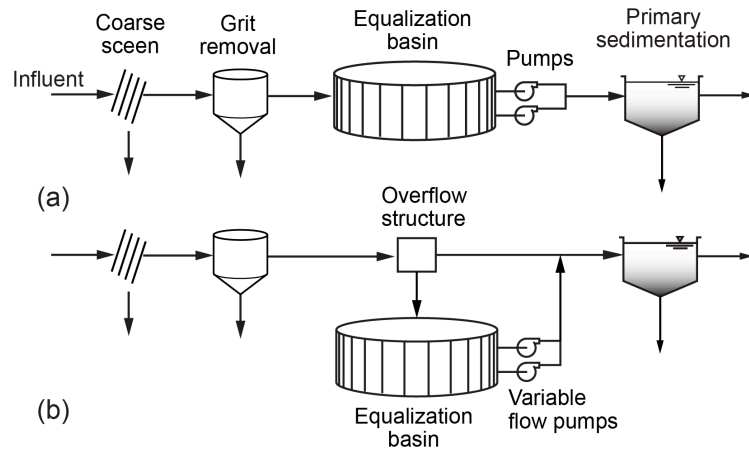 Coarse
sceen
Grit
removal
Equalization
basin
Pumps
Primary
sedimentation
Influent
(a)
Overflow
structure
(b)
Equalization
basin
Variable
flow pumps